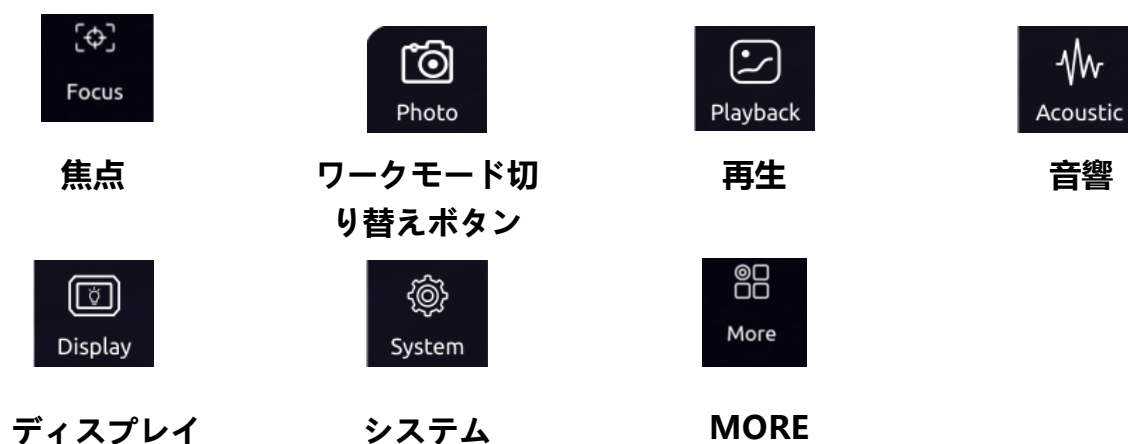 Focus
Photo
Playback
Acoustic
焦点
ワークモード切
り替えボタン
再生
音響
Display
System
More
ディスプレイ
システム
MORE